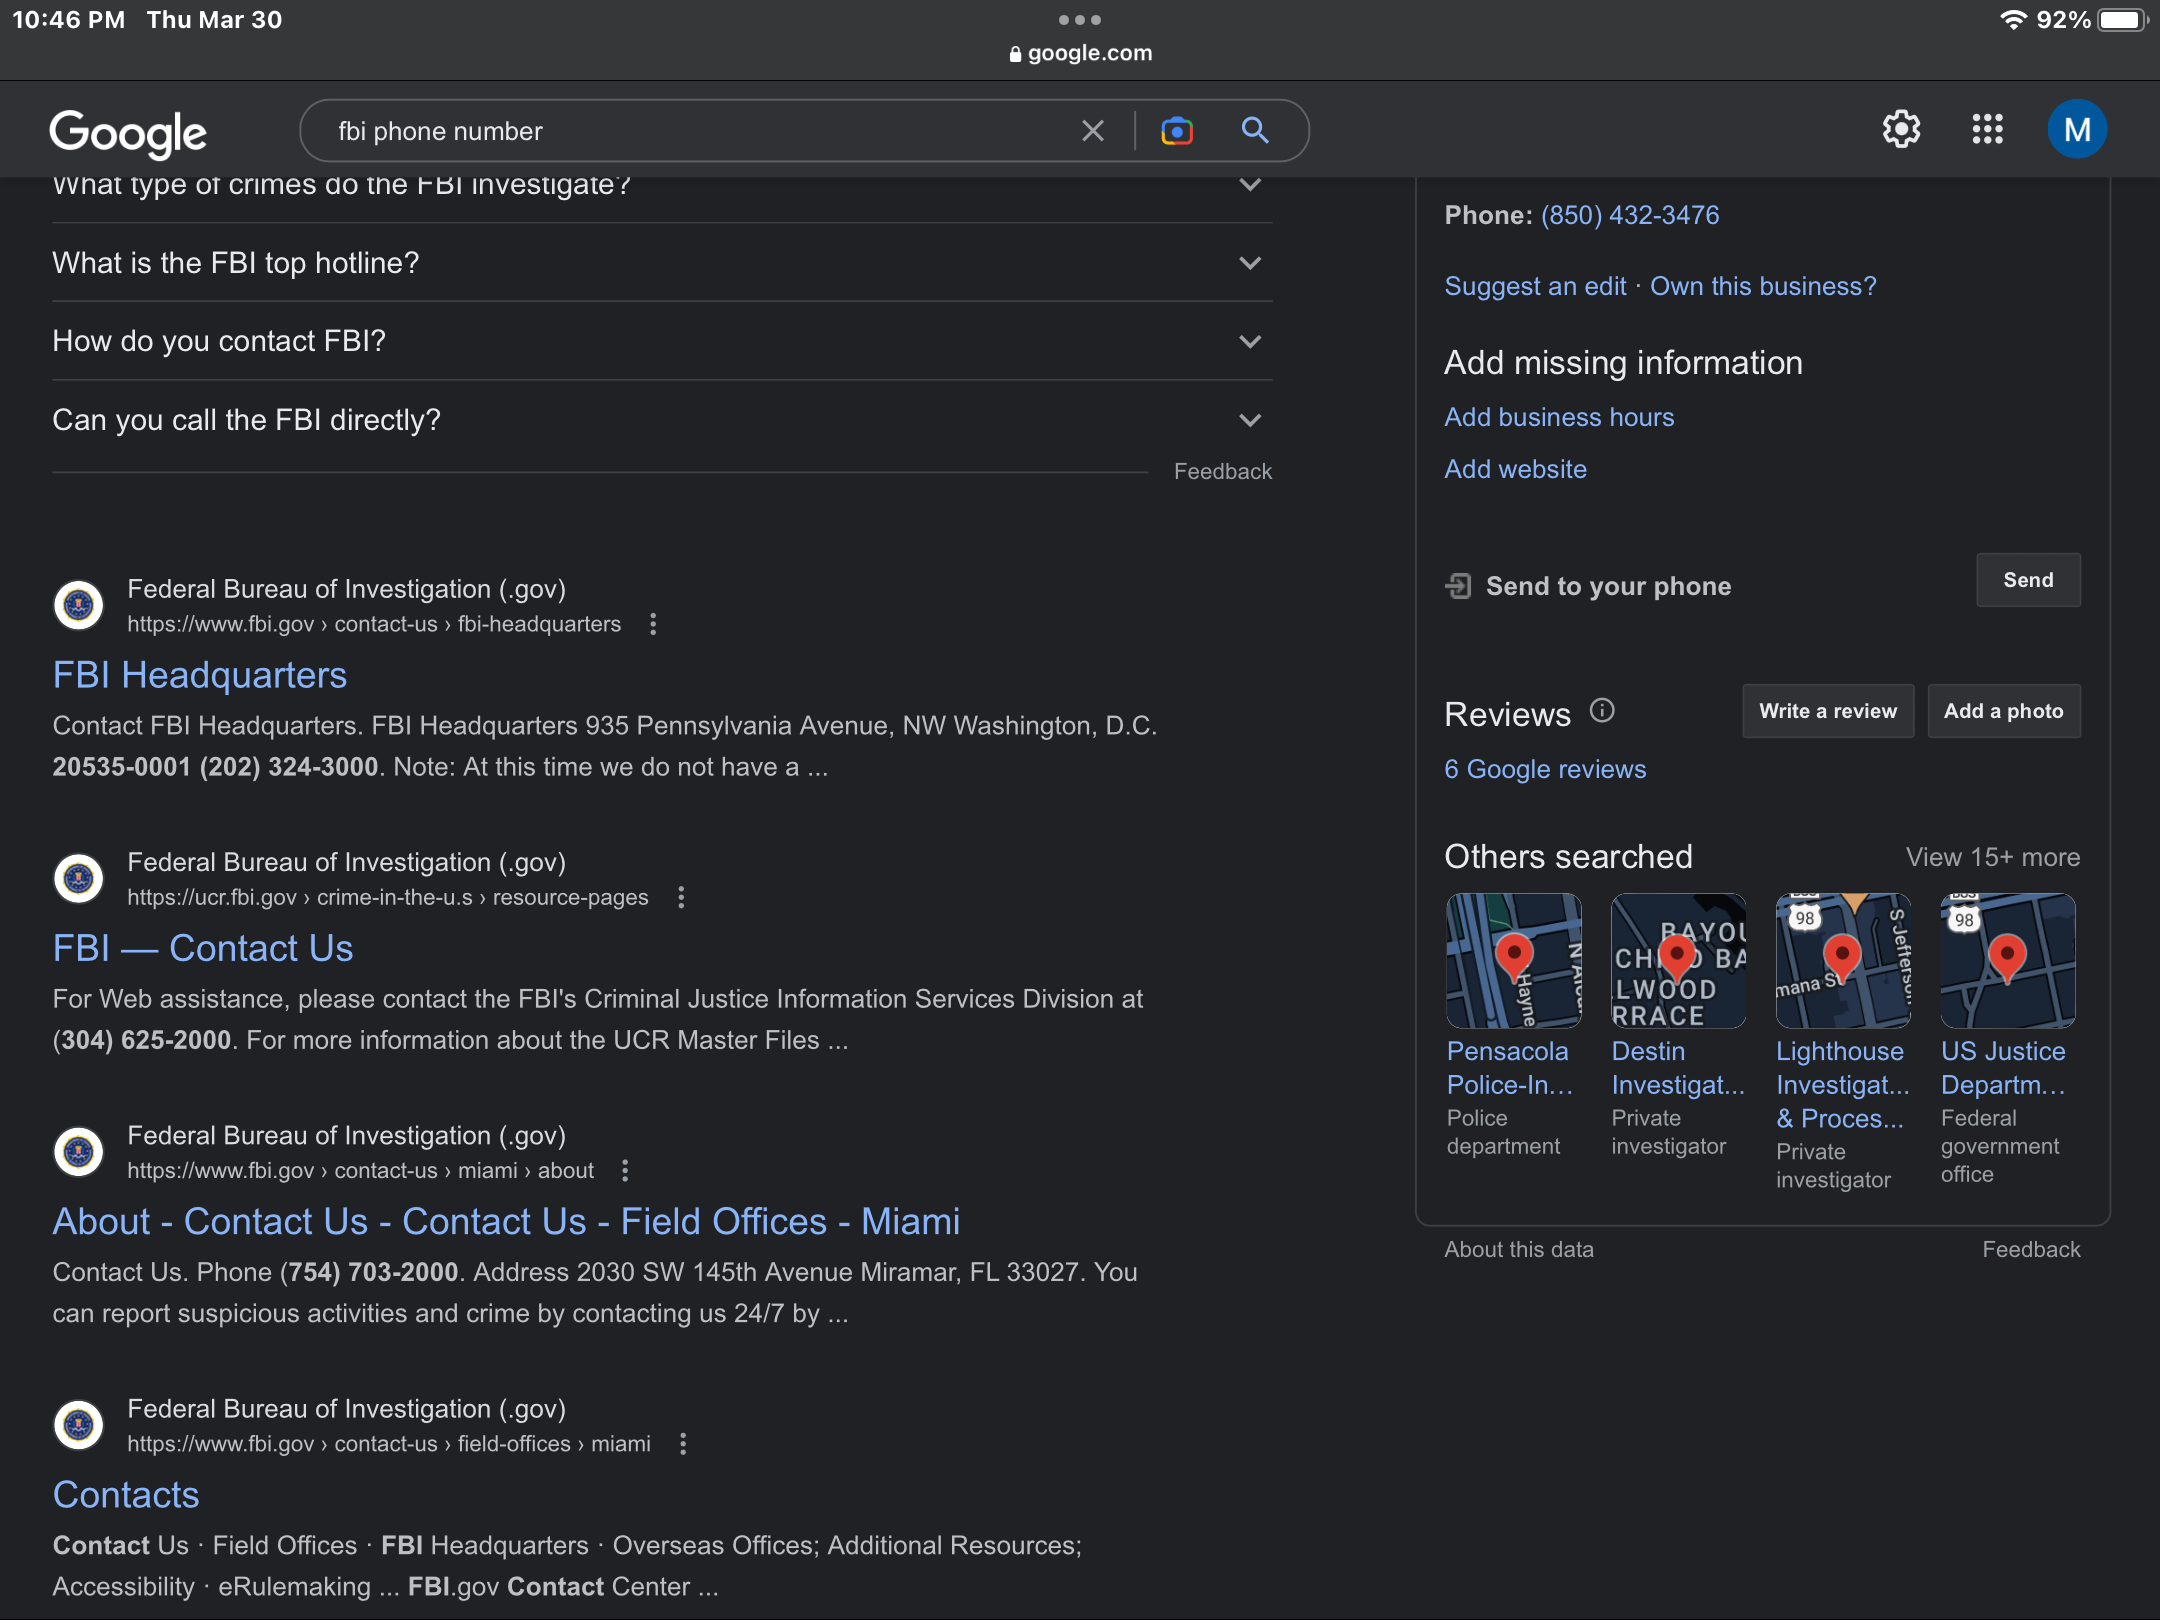 10:46 PM Thu Mar 30
92%
google.com
Google
fbi phone number
M
What type of crimes do the FBI investigate?
What is the FBI top hotline?
How do you contact FBI?
Can you call the FBI directly?
Feedback
Federal Bureau of Investigation (.gov)
https://www.fbi.gov › contact-us › fbi-headquarters
FBI Headquarters
Contact FBI Headquarters. FBI Headquarters 935 Pennsylvania Avenue, NW Washington, D.C.
20535-0001 (202) 324-3000. Note: At this time we do not have a ...
Federal Bureau of Investigation (.gov)
https://ucr.fbi.gov › crime-in-the-u.s › resource-pages
FBI — Contact Us
For Web assistance, please contact the FBI's Criminal Justice Information Services Division at
(304) 625-2000. For more information about the UCR Master Files ...
Federal Bureau of Investigation (.gov)
https://www.fbi.gov › contact-us › miami › about
About - Contact Us - Contact Us - Field Offices - Miami
Contact Us. Phone (754) 703-2000. Address 2030 SW 145th Avenue Miramar, FL 33027. You
can report suspicious activities and crime by contacting us 24/7 by ...
Federal Bureau of Investigation (.gov)
https://www.fbi.gov › contact-us › field-offices › miami
Contacts
Contact Us · Field Offices · FBI Headquarters · Overseas Offices; Additional Resources;
Accessibility · eRulemaking ... FBI.gov Contact Center ...
Phone: (850) 432-3476
Suggest an edit · Own this business?
Add missing information
Add business hours
Add website
Send to your phone
Send
Reviews
Write a review
Add a photo
6 Google reviews
Others searched
View 15+ more
Hayne
BAYOU
LWOOD
RRACE
98
mana St
S Jefferson
98
Pensacola
Police-In...
Police
department
Destin
Investigat...
Private
investigator
Lighthouse
Investigat...
& Proces...
Private
investigator
US Justice
Departm...
Federal
government
office
About this data
Feedback